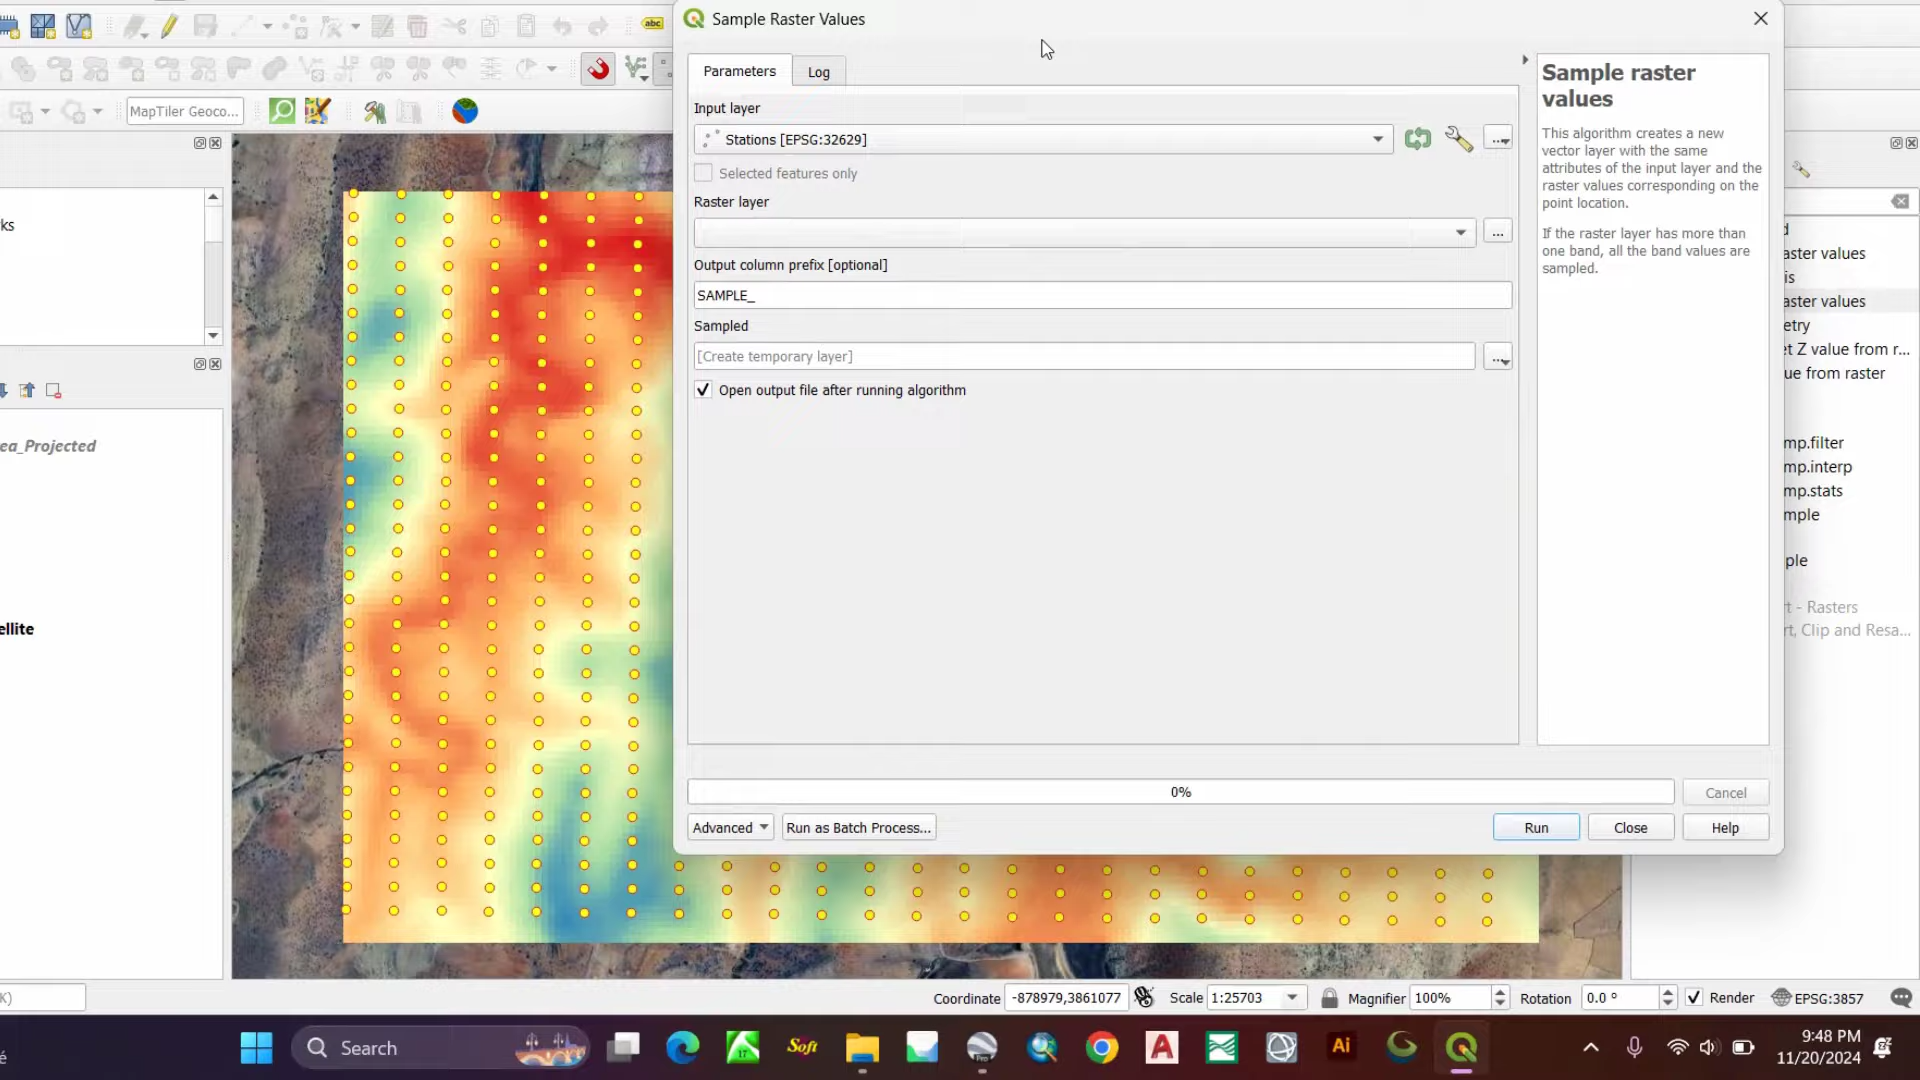 Sample Raster Values
abc
Parameters
Log
Input layer
Stations [EPSG:32629]
Selected features only
Raster layer
...
Output column prefix [optional]
SAMPLE_
Sampled
[Create temporary layer]
Open output file after running algorithm
0%
Cancel
Advanced
Run as Batch Process...
Run
Close
Help
Sample raster
values
This algorithm creates a new
vector layer with the same
attributes of the input layer and the
raster values corresponding on the
point location.
If the raster layer has more than
one band, all the band values are
sampled.
MapTiler Geoco...
ks
ea_Projected
ellite
aster values
is
aster values
etry
t Z value from r...
ue from raster
mp.filter
mp.interp
mp.stats
mple
ple
t - Rasters
rt, Clip and Resa...
K)
Coordinate
-878979,3861077
Scale
1:25703
Magnifier
100%
Rotation
0.0 °
Render
EPSG:3857
é
Search
17
Soft
Pro
A
Ai
9:48 PM
11/20/2024